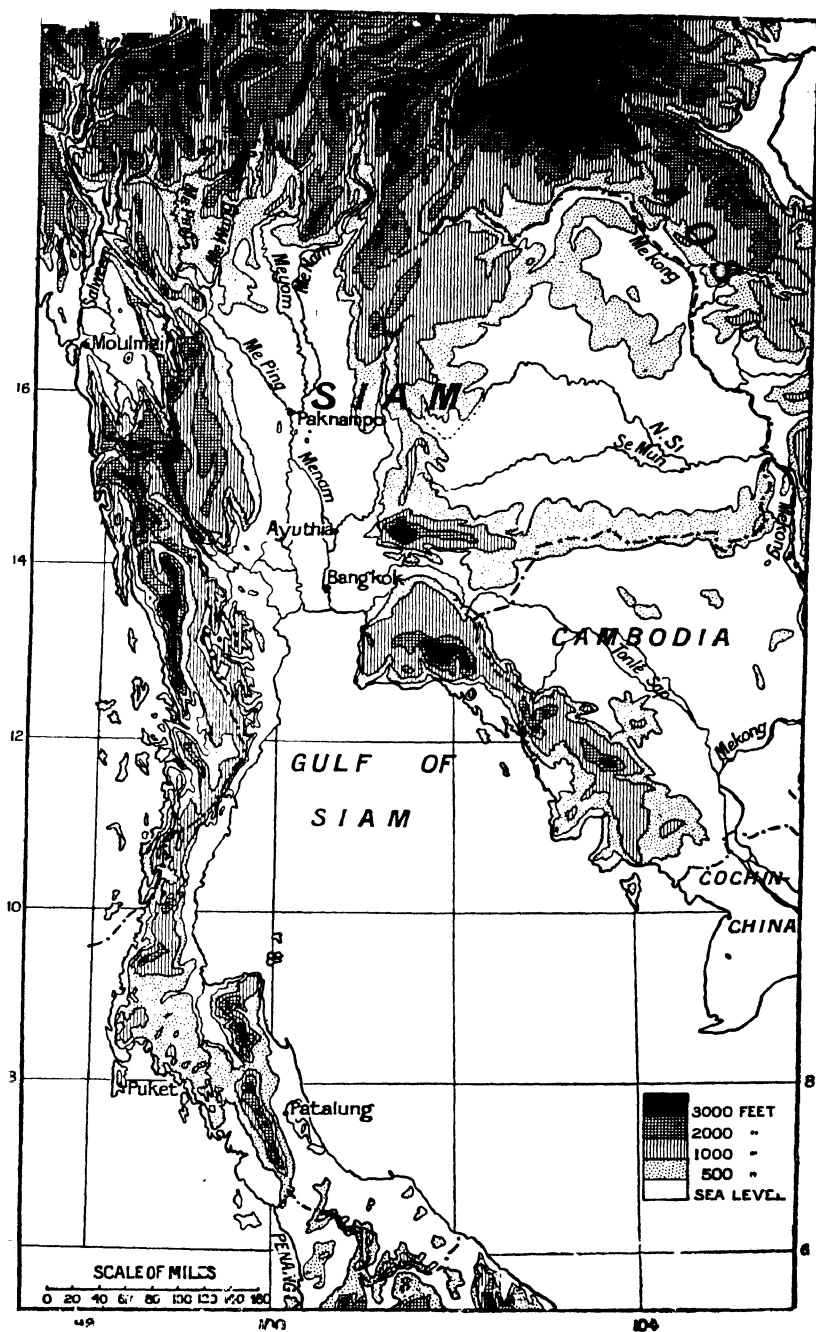 Mekong
Salween
Moulmein
Me Ping
16
SIAM
Paknampo
N. Si
Se Mun
Menam
Ayuthia
Mekong
14
Bangkok
CAMBODIA
Tonle Sap
12
GULF OF
SIAM
Mekong
10
COCHIN-
CHINA
8
8
Puket
Patalung
3000 FEET
2000 "
1000 "
500 "
SEA LEVEL
6
PENANG
SCALE OF MILES
0 20 40 60 80 100 120 140 160
98
100
104